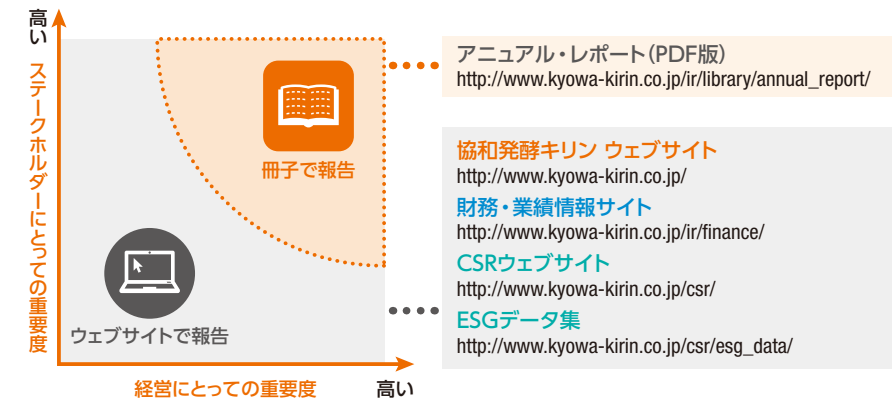 高い
ステークホルダーにとっての重要度
冊子で報告
ウェブサイトで報告
経営にとっての重要度
高い
アニュアル・レポート（PDF版）
http://www.kyowa-kirin.co.jp/ir/library/annual_report/
協和発酵キリン ウェブサイト
http://www.kyowa-kirin.co.jp/
財務・業績情報サイト
http://www.kyowa-kirin.co.jp/ir/finance/
CSRウェブサイト
http://www.kyowa-kirin.co.jp/csr/
ESGデータ集
http://www.kyowa-kirin.co.jp/csr/esg_data/